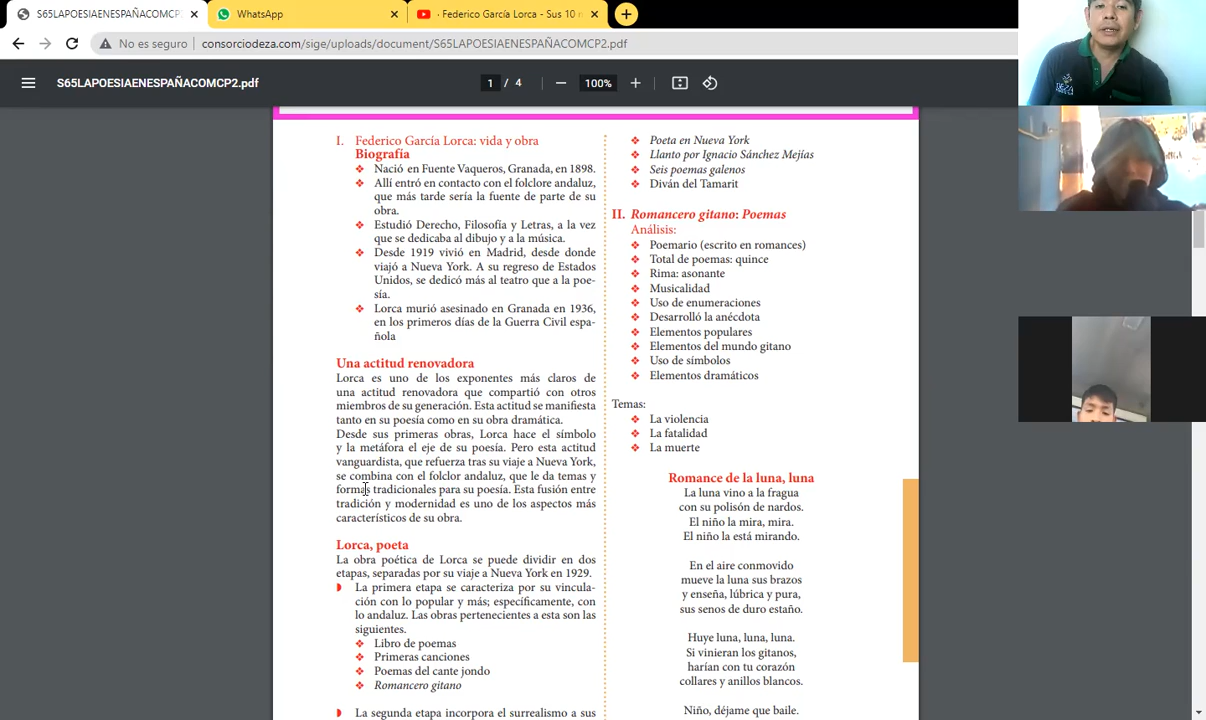 S65LAPOESIAENESPAÑACOMCP2.
WhatsApp
Federico García Lorca - Sus 10
No es seguro
consorciodeza.com/sige/uploads/document/S65LAPOESIAENESPAÑACOMCP2.pdf
S65LAPOESIAENESPAÑACOMCP2.pdf
1 / 4
100%
I. Federico García Lorca: vida y obra
Biografía
Nació en Fuente Vaqueros, Granada, en 1898.
Allí entró en contacto con el folclore andaluz,
que más tarde sería la fuente de parte de su
obra.
Estudió Derecho, Filosofía y Letras, a la vez
que se dedicaba al dibujo y a la música.
Desde 1919 vivió en Madrid, desde donde
viajó a Nueva York. A su regreso de Estados
Unidos, se dedicó más al teatro que a la poe-
sía.
Lorca murió asesinado en Granada en 1936,
en los primeros días de la Guerra Civil espa-
ñola
Una actitud renovadora
Lorca es uno de los exponentes más claros de
una actitud renovadora que compartió con otros
miembros de su generación. Esta actitud se manifiesta
tanto en su poesía como en su obra dramática.
Desde sus primeras obras, Lorca hace el símbolo
y la metáfora el eje de su poesía. Pero esta actitud
vanguardista, que refuerza tras su viaje a Nueva York,
se combina con el folclor andaluz, que le da temas y
formas tradicionales para su poesía. Esta fusión entre
tradición y modernidad es uno de los aspectos más
característicos de su obra.
Lorca, poeta
La obra poética de Lorca se puede dividir en dos
etapas, separadas por su viaje a Nueva York en 1929.
La primera etapa se caracteriza por su vincula-
ción con lo popular y más; específicamente, con
lo andaluz. Las obras pertenecientes a esta son las
siguientes.
Libro de poemas
Primeras canciones
Poemas del cante jondo
Romancero gitano
La segunda etapa incorpora el surrealismo a sus
Poeta en Nueva York
Llanto por Ignacio Sánchez Mejías
Seis poemas galenos
Diván del Tamarit
II. Romancero gitano: Poemas
Análisis:
Poemario (escrito en romances)
Total de poemas: quince
Rima: asonante
Musicalidad
Uso de enumeraciones
Desarrolló la anécdota
Elementos populares
Elementos del mundo gitano
Uso de símbolos
Elementos dramáticos
Temas:
La violencia
La fatalidad
La muerte
Romance de la luna, luna
La luna vino a la fragua
con su polisón de nardos.
El niño la mira, mira.
El niño la está mirando.
En el aire conmovido
mueve la luna sus brazos
y enseña, lúbrica y pura,
sus senos de duro estaño.
Huye luna, luna, luna.
Si vinieran los gitanos,
harían con tu corazón
collares y anillos blancos.
Niño, déjame que baile.